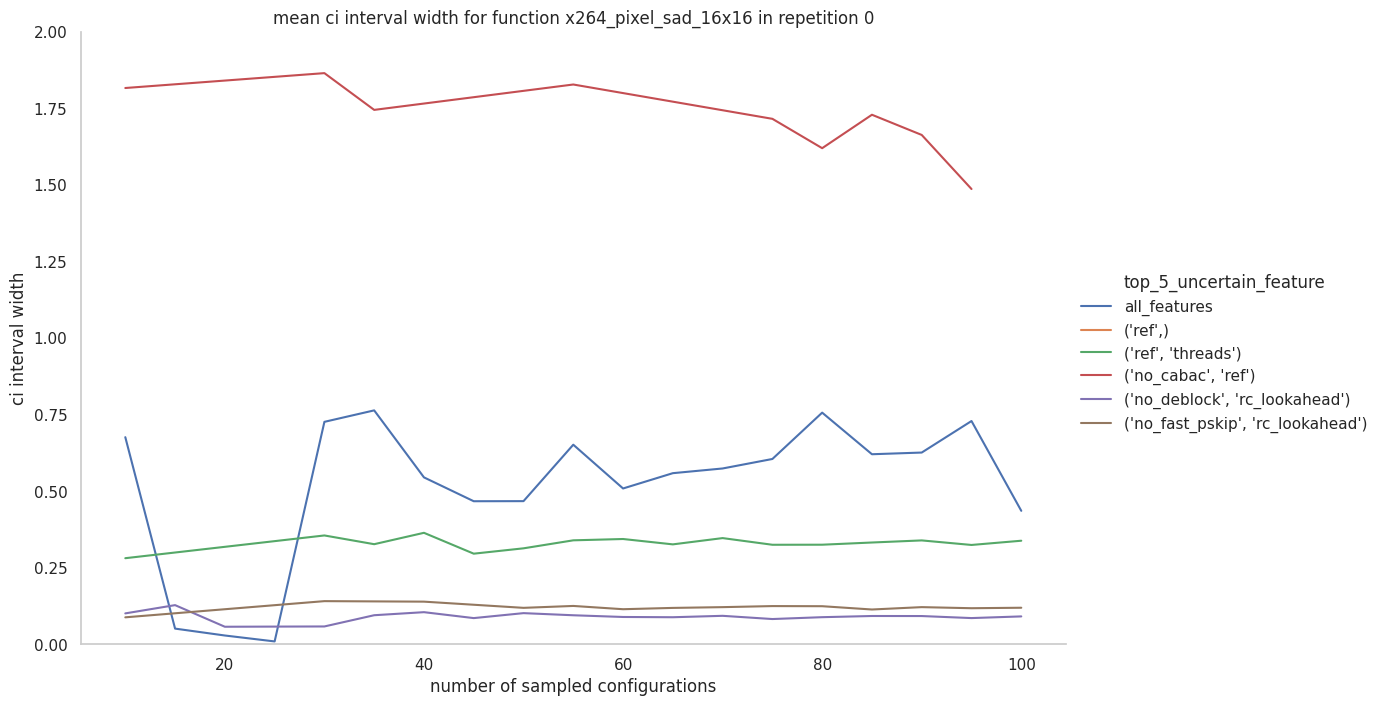 mean ci interval width for function x264_pixel_sad_16x16 in repetition 0
2.00
1.75
1.50
1.25
1.00
0.75
0.50
0.25
0.00
ci interval width
20
40
60
80
100
number of sampled configurations
top_5_uncertain_feature
all_features
('ref',)
('ref', 'threads')
('no_cabac', 'ref')
('no_deblock', 'rc_lookahead')
('no_fast_pskip', 'rc_lookahead')